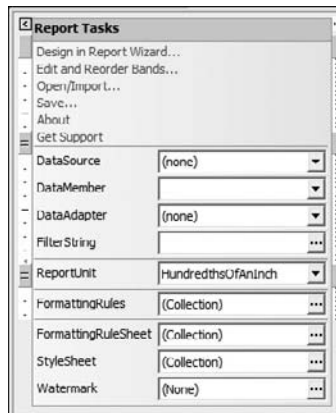 Report Tasks
Design in Report Wizard...
Edit and Reorder Bands...
Open/Import...
Save...
About
Get Support
DataSource (none)
DataMember
DataAdapter (none)
FilterString
ReportUnit HundredthsOfAnInch
FormattingRules (Collection)
FormattingRuleSheet (Collection)
StyleSheet (Collection)
Watermark (None)